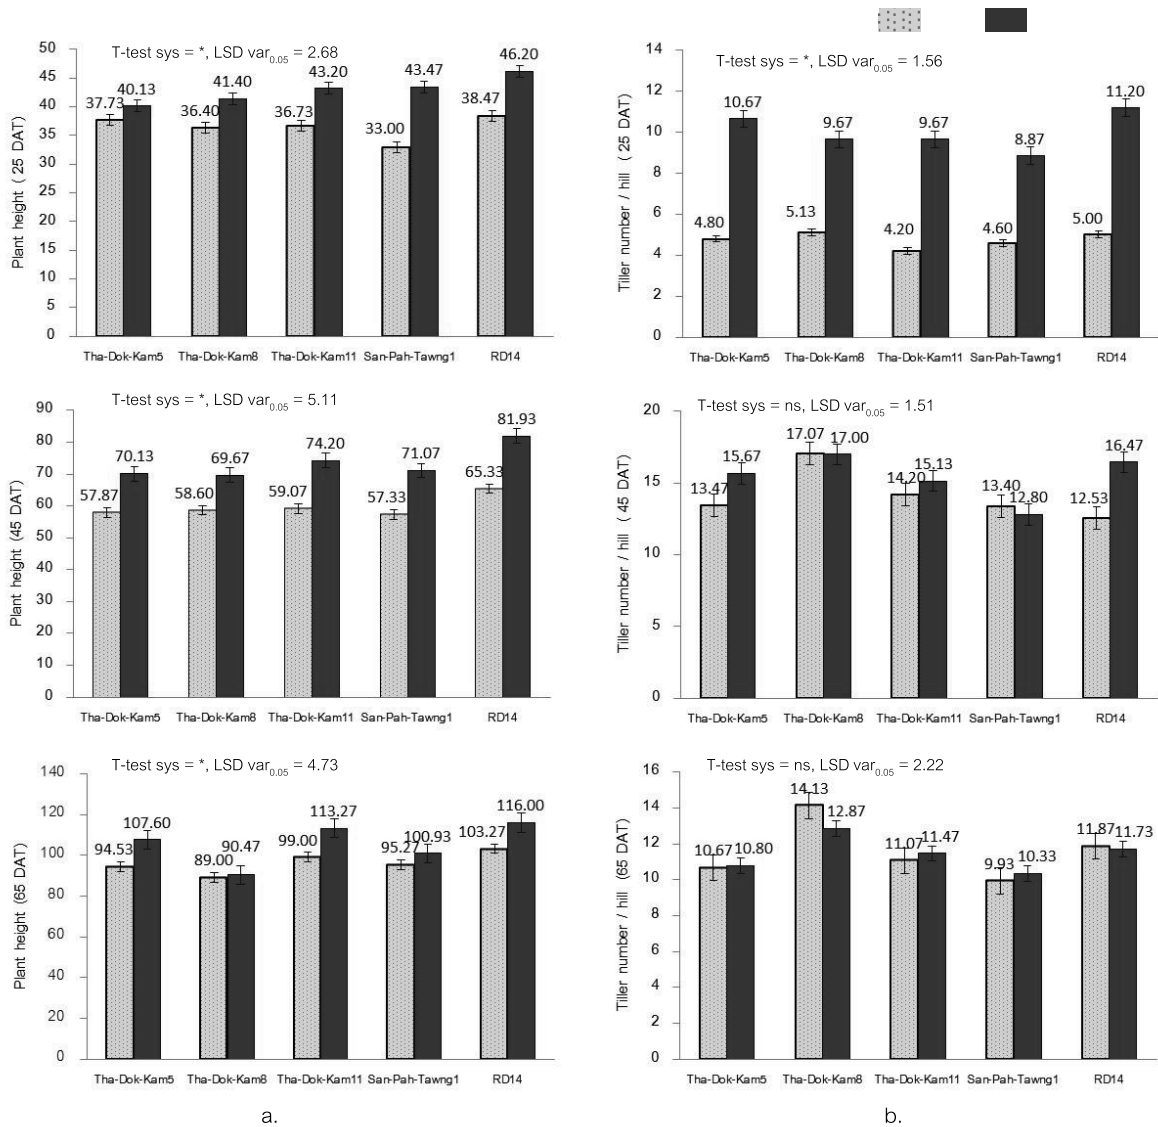 T-test sys = *, LSD var0.05 = 2.68
Plant height ( 25 DAT)
50
45
40
35
30
25
20
15
10
5
0
37.73 40.13 36.40 41.40 36.73 43.20 33.00 43.47 38.47 46.20
Tha-Dok-Kam5 Tha-Dok-Kam8 Tha-Dok-Kam11 San-Pah-Tawng1 RD14
T-test sys = *, LSD var0.05 = 5.11
Plant height (45 DAT)
90
80
70
60
50
40
30
20
10
0
57.87 70.13 58.60 69.67 59.07 74.20 57.33 71.07 65.33 81.93
Tha-Dok-Kam5 Tha-Dok-Kam8 Tha-Dok-Kam11 San-Pah-Tawng1 RD14
T-test sys = *, LSD var0.05 = 4.73
Plant height (65 DAT)
140
120
100
80
60
40
20
0
94.53 107.60 89.00 90.47 99.00 113.27 95.27 100.93 103.27 116.00
Tha-Dok-Kam5 Tha-Dok-Kam8 Tha-Dok-Kam11 San-Pah-Tawng1 RD14
a.
T-test sys = *, LSD var0.05 = 1.56
Tiller number / hill ( 25 DAT)
14
12
10
8
6
4
2
0
4.80 10.67 5.13 9.67 4.20 9.67 4.60 8.87 5.00 11.20
Tha-Dok-Kam5 Tha-Dok-Kam8 Tha-Dok-Kam11 San-Pah-Tawng1 RD14
T-test sys = ns, LSD var0.05 = 1.51
Tiller number / hill ( 45 DAT)
20
15
10
5
0
13.47 15.67 17.07 17.00 14.20 15.13 13.40 12.80 12.53 16.47
Tha-Dok-Kam5 Tha-Dok-Kam8 Tha-Dok-Kam11 San-Pah-Tawng1 RD14
T-test sys = ns, LSD var0.05 = 2.22
Tiller number / hill (65 DAT)
16
14
12
10
8
6
4
2
0
10.67 10.80 14.13 12.87 11.07 11.47 9.93 10.33 11.87 11.73
Tha-Dok-Kam5 Tha-Dok-Kam8 Tha-Dok-Kam11 San-Pah-Tawng1 RD14
b.